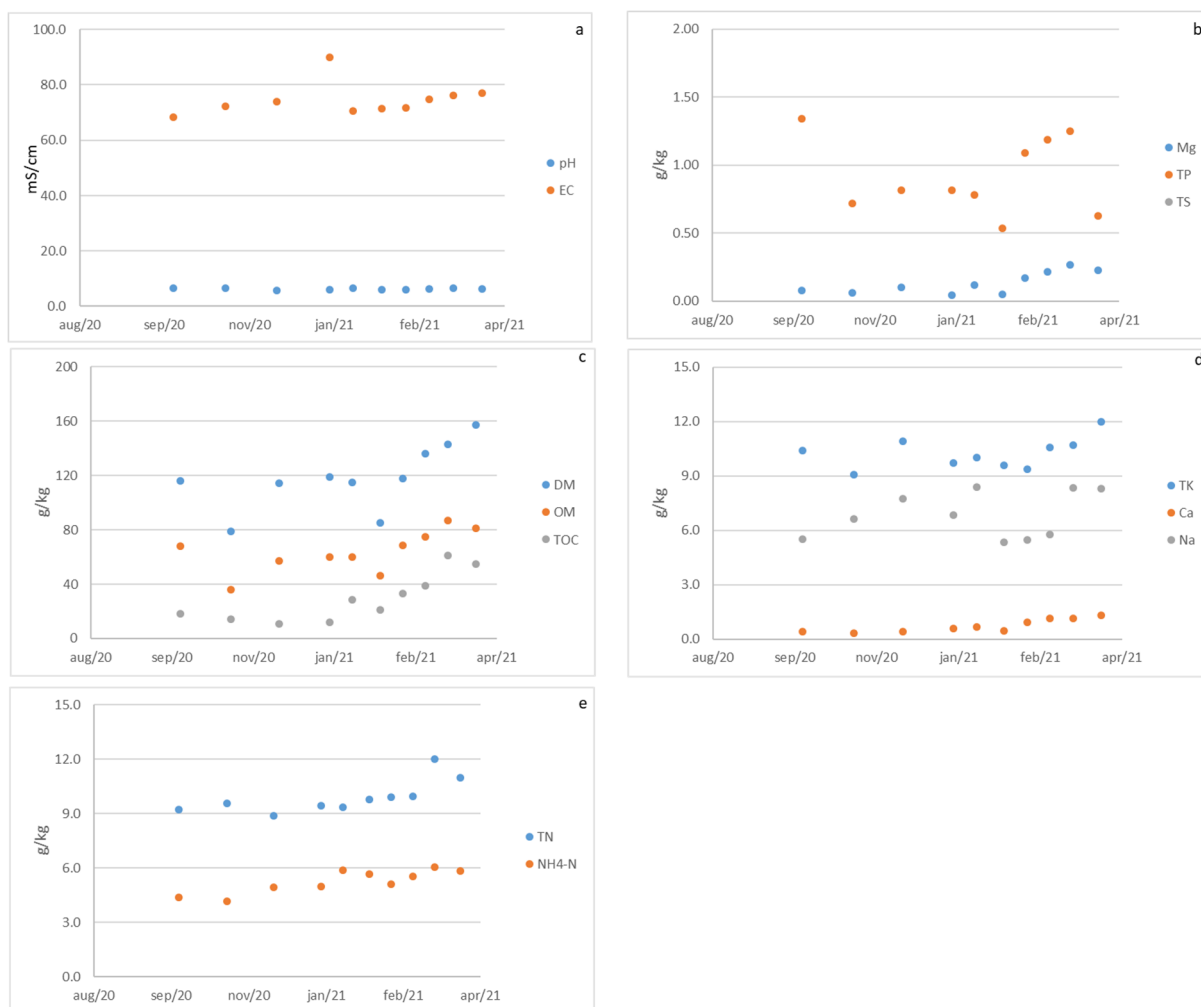 a
100.0
80.0
60.0
40.0
20.0
0.0
mS/cm
aug/20 sep/20 nov/20 jan/21 feb/21 apr/21
pH
EC
b
2.00
1.50
1.00
0.50
0.00
g/kg
aug/20 sep/20 nov/20 jan/21 feb/21 apr/21
Mg
TP
TS
c
200
160
120
80
40
0
g/kg
aug/20 sep/20 nov/20 jan/21 feb/21 apr/21
DM
OM
TOC
d
15.0
12.0
9.0
6.0
3.0
0.0
g/kg
aug/20 sep/20 nov/20 jan/21 feb/21 apr/21
TK
Ca
Na
e
15.0
12.0
9.0
6.0
3.0
0.0
g/kg
aug/20 sep/20 nov/20 jan/21 feb/21 apr/21
TN
NH4-N